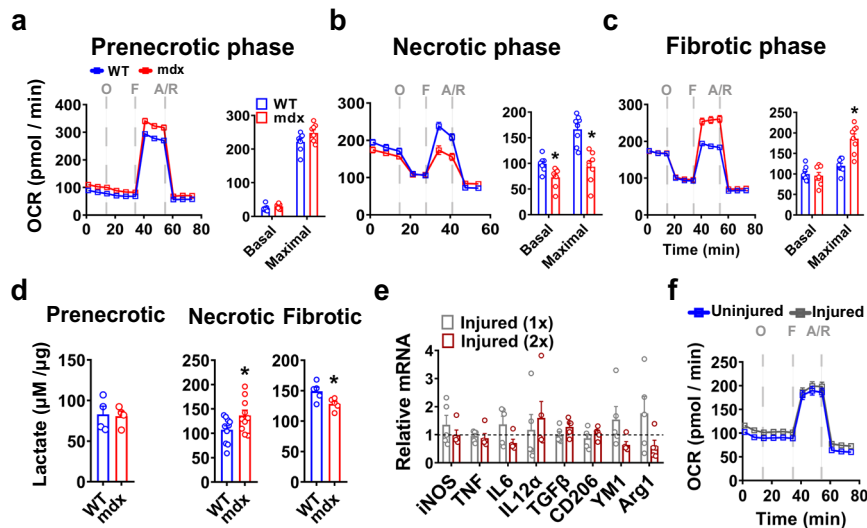 a
Prenecrotic phase
WT mdx
O F A/R
OCR (pmol / min)
400
300
200
100
0
0 20 40 60 80
WT
mdx
300
200
100
0
Basal
Maximal
b
Necrotic phase
O F A/R
300
200
100
0
0 20 40 60
200
150
100
50
0
Basal
Maximal
* *
c
Fibrotic phase
O F A/R
400
300
200
100
0
0 20 40 60 80
Time (min)
250
200
150
100
50
0
Basal
Maximal
*
d
Prenecrotic
Necrotic
Fibrotic
Lactate (µM /µg)
150
100
50
0
WT
mdx
250
200
150
100
50
0
WT
mdx
*
200
150
100
50
0
WT
mdx
*
e
Injured (1x)
Injured (2x)
Relative mRNA
4
3
2
1
0
iNOS
TNF
IL6
IL12α
TGFβ
CD206
YM1
Arg1
f
Uninjured Injured
O F A/R
OCR (pmol / min)
300
250
200
150
100
50
0
0 20 40 60 80
Time (min)